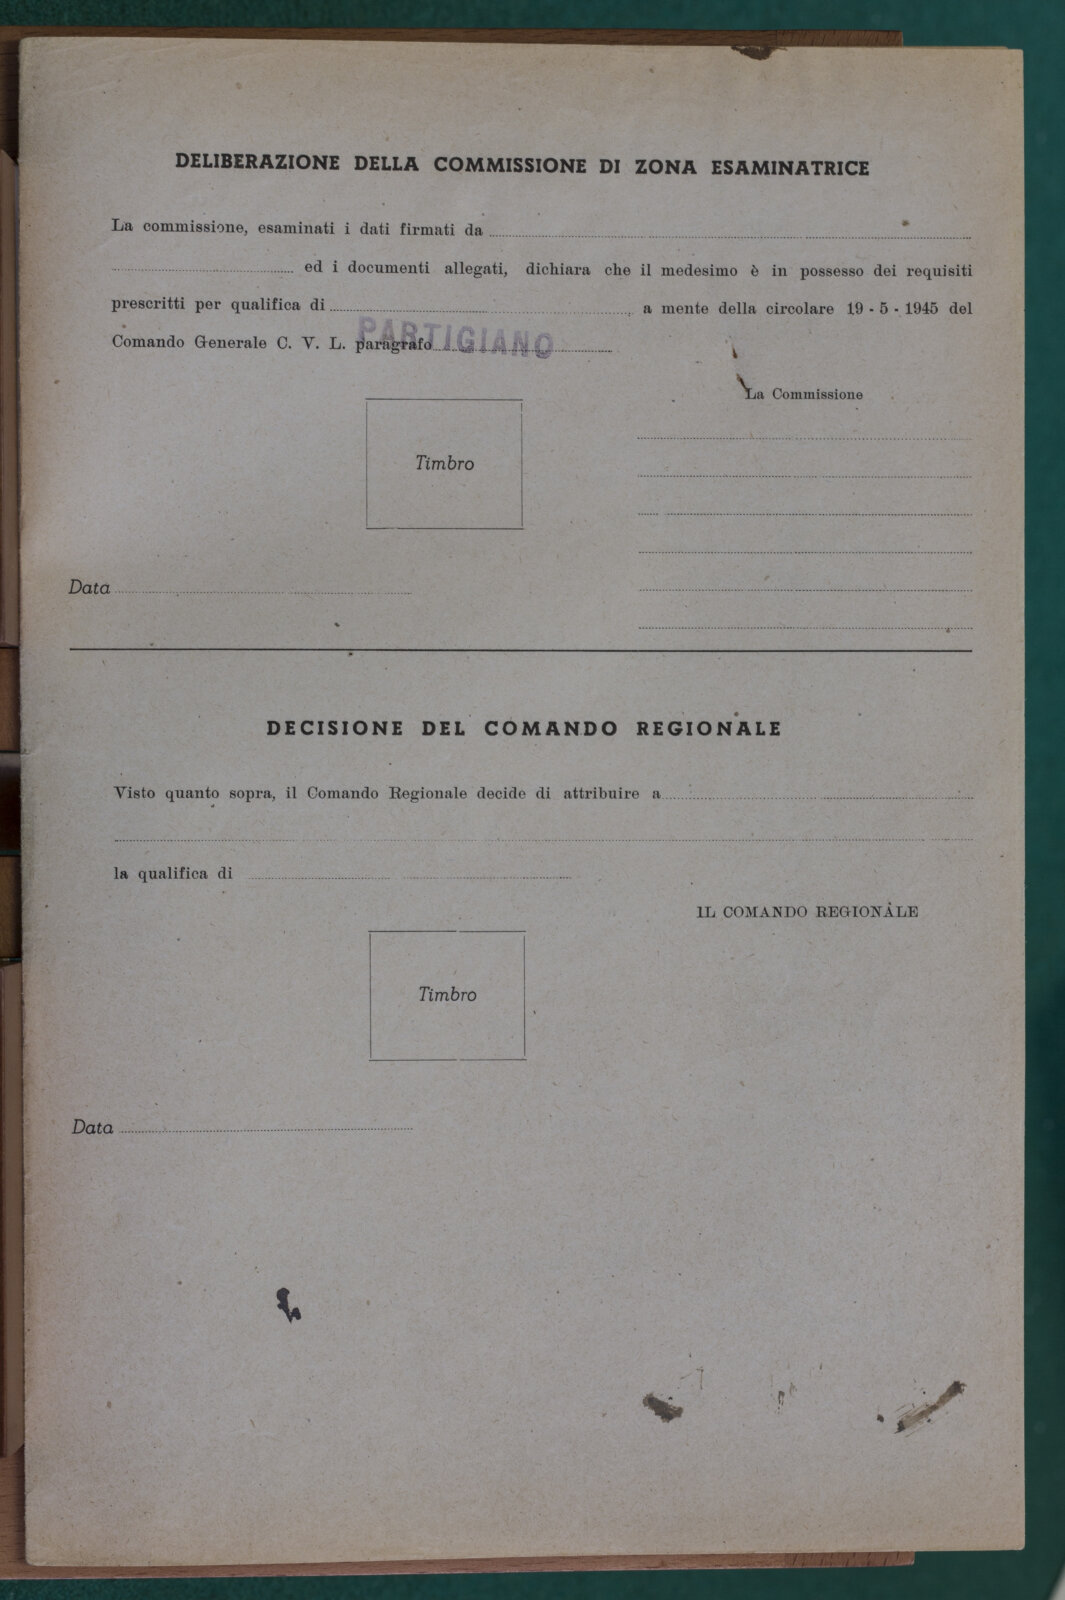 DELIBERAZIONE DELLA COMMISSIONE DI ZONA ESAMINATRICE
La commissione, esaminati i dati firmati da
ed i documenti allegati, dichiara che il medesimo è in possesso dei requisiti
prescritti per qualifica di a mente della circolare 19 - 5 - 1945 del
Comando Generale C. V. L. paragrafo
PARTIGIANO
La Commissione
Timbro
Data
DECISIONE DEL COMANDO REGIONALE
Visto quanto sopra, il Comando Regionale decide di attribuire a
la qualifica di
IL COMANDO REGIONALE
Timbro
Data